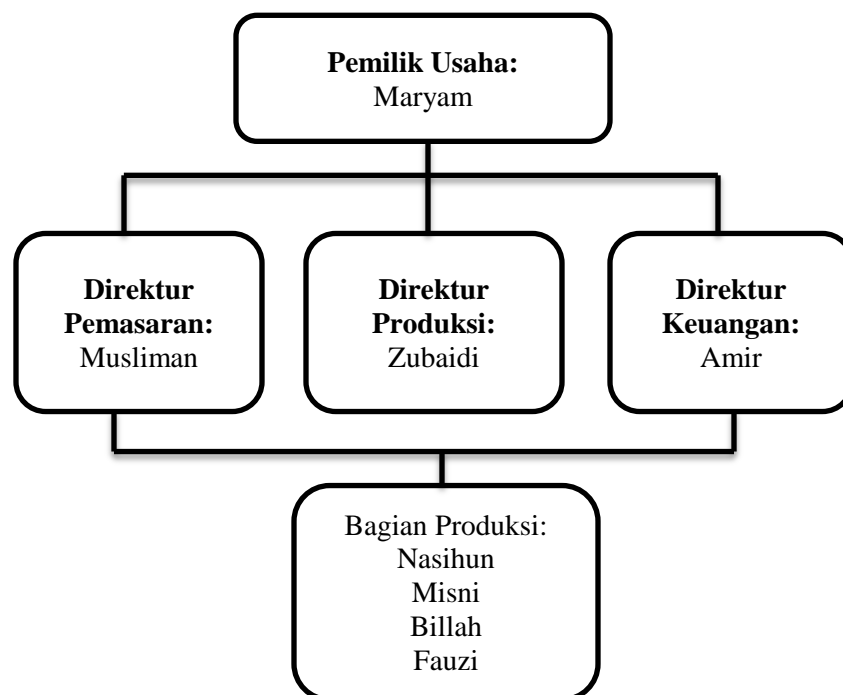 Pemilik Usaha:
Maryam
Direktur
Pemasaran:
Musliman
Direktur
Produksi:
Zubaidi
Direktur
Keuangan:
Amir
Bagian Produksi:
Nasihun
Misni
Billah
Fauzi